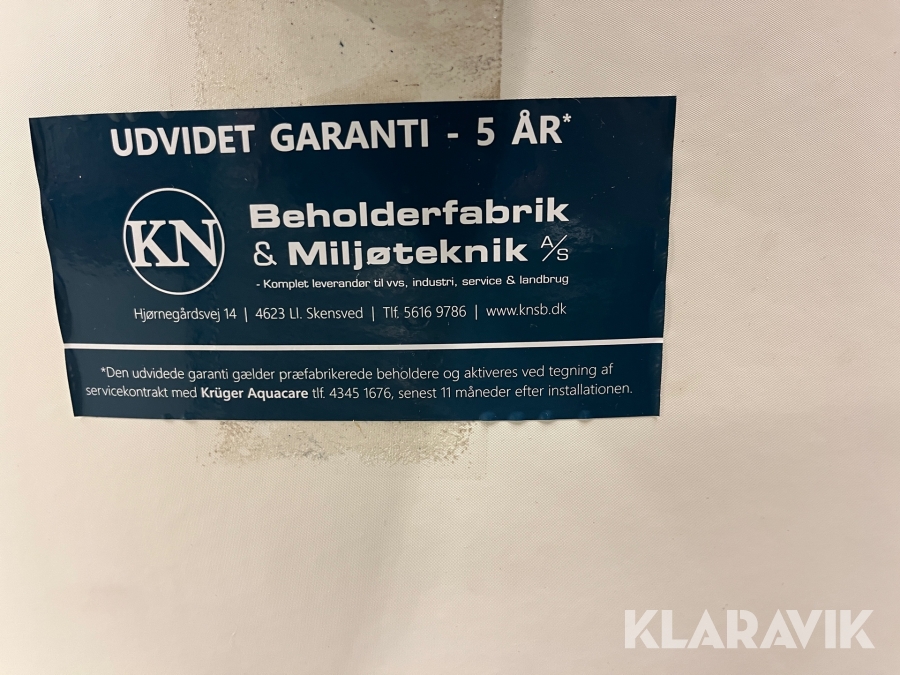 UDVIDET GARANTI - 5 ÅR*
KN
Beholderfabrik
& Miljøteknik A/S
- Komplet leverandør til vvs, industri, service & landbrug
Hjørnegårdsvej 14 | 4623 Ll. Skensved | Tlf. 5616 9786 | www.knsb.dk
*Den udvidede garanti gælder præfabrikerede beholdere og aktiveres ved tegning af
servicekontrakt med Krüger Aquacare tlf. 4345 1676, senest 11 måneder efter installationen.
KLARAVIK